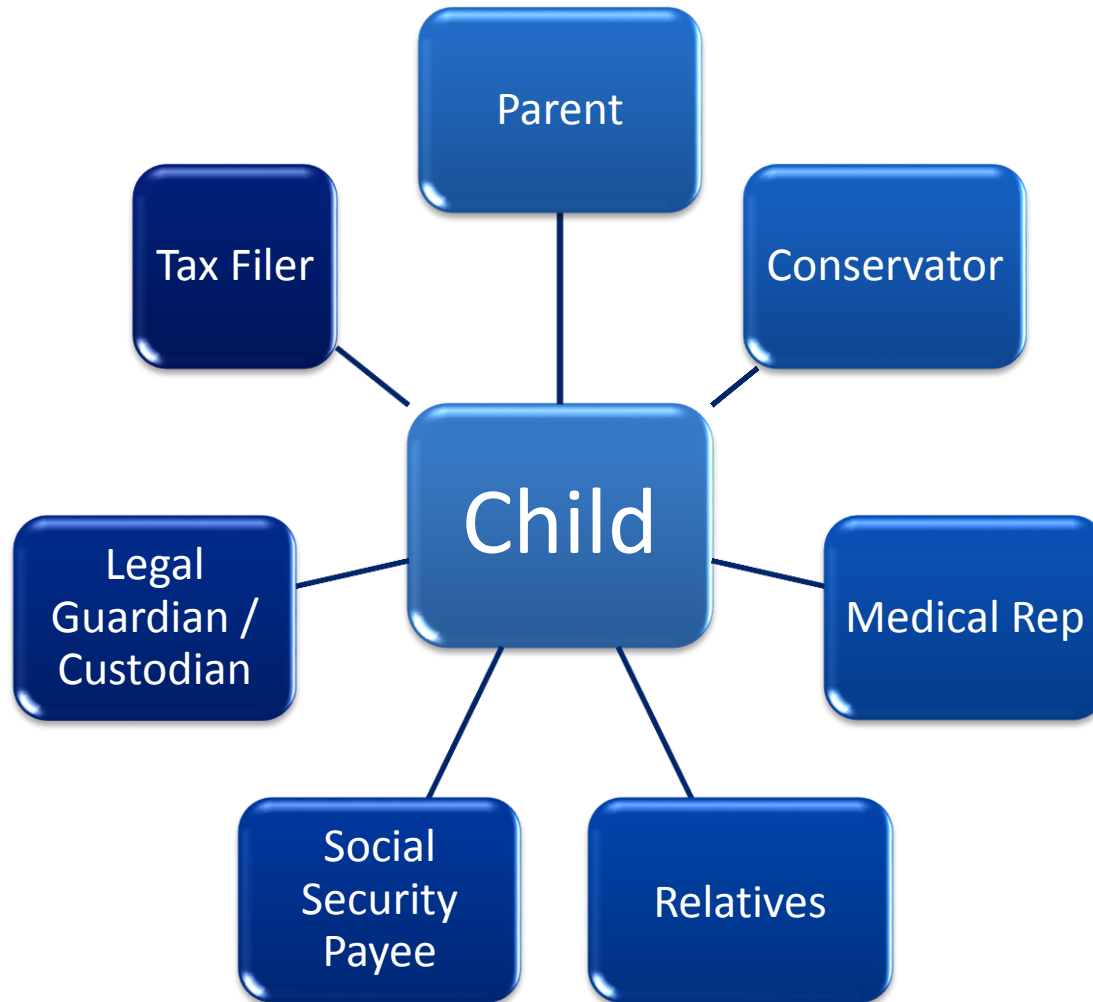 Parent
Tax Filer
Conservator
Child
Legal
Guardian /
Custodian
Medical Rep
Social
Security
Payee
Relatives